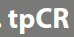 . tpCR